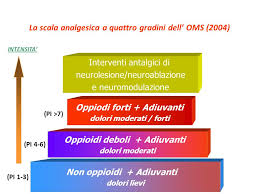 La scala analgesica a quattro gradini dell' OMS (2004)
INTENSITA'
Interventi antalgici di
neurolesione/neuroablazione
e neuromodulazione
(PI >7)
Oppiodi forti + Adiuvanti
dolori moderati / forti
(PI 4-6)
Oppioidi deboli + Adiuvanti
dolori moderati
(PI 1-3)
Non oppioidi + Adiuvanti
dolori lievi